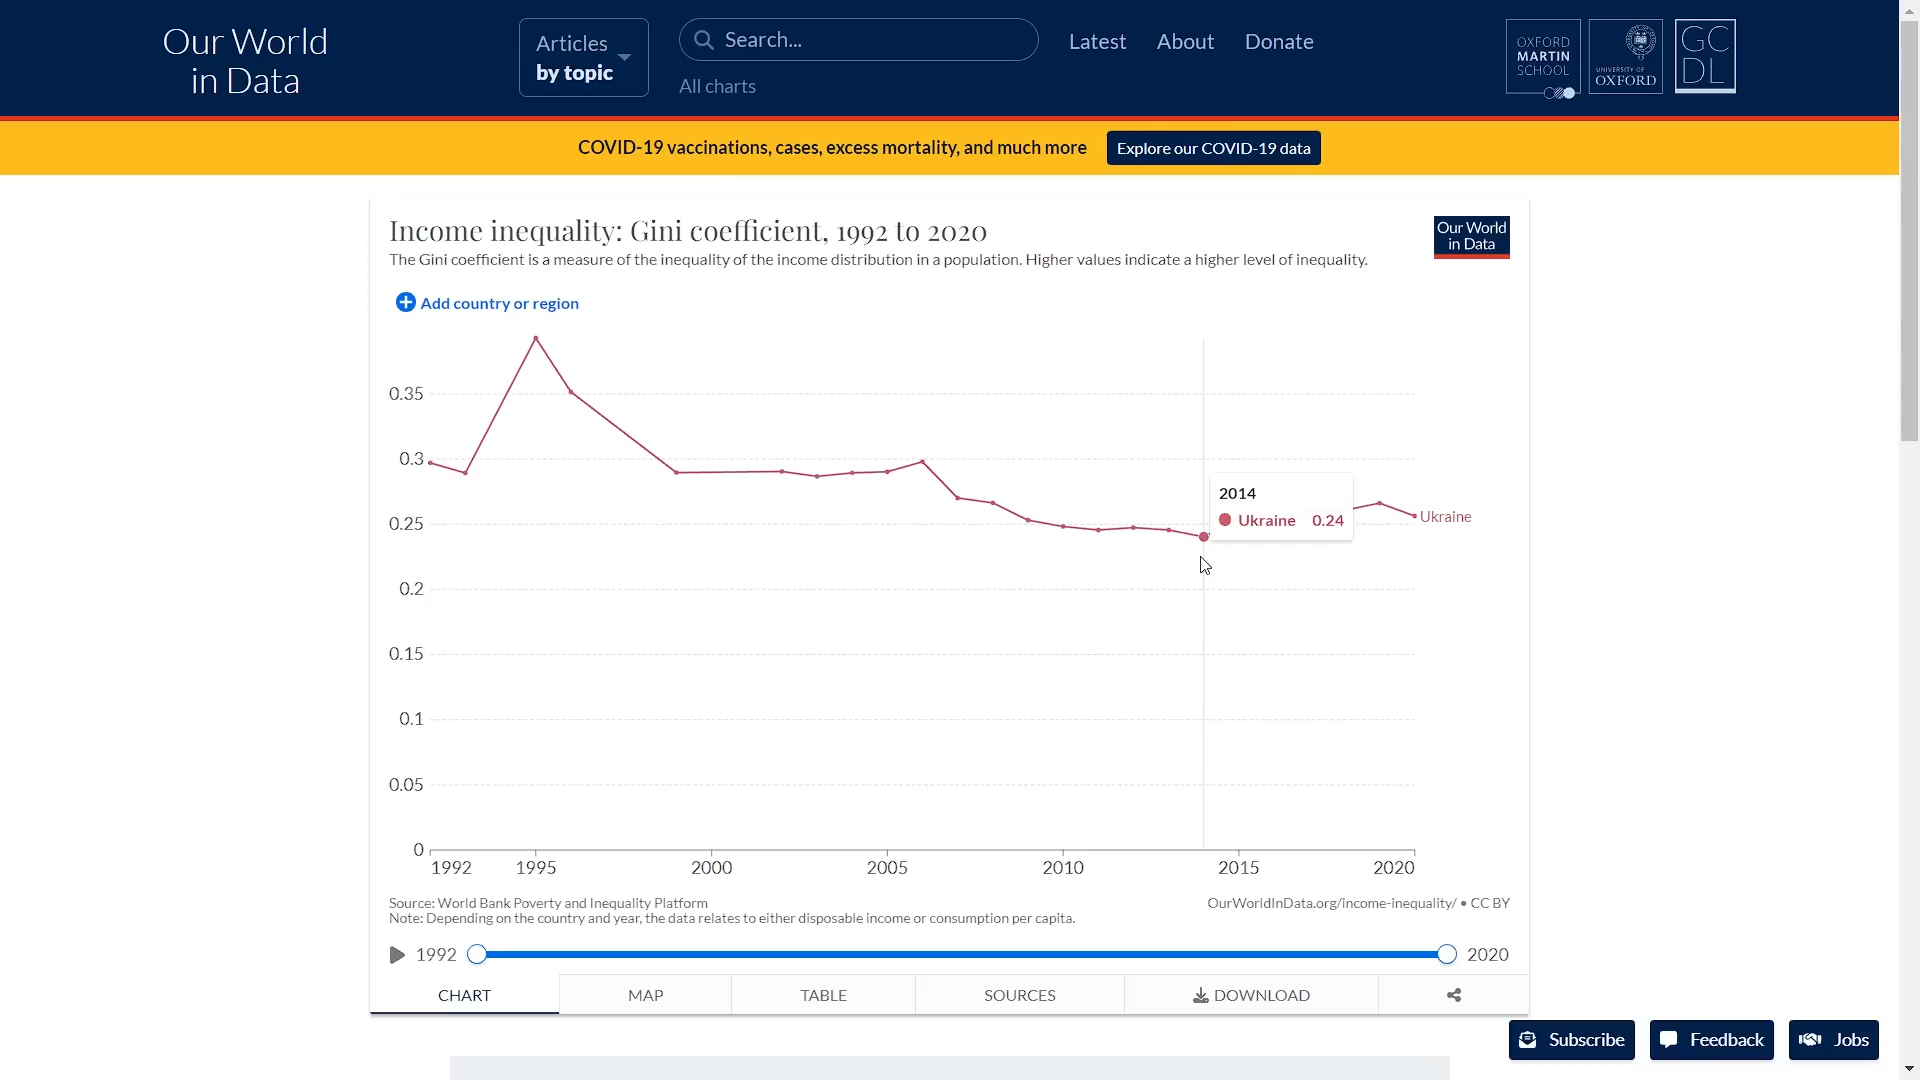 Our World
in Data
Articles
by topic
Search...
All charts
Latest
About
Donate
OXFORD
MARTIN
SCHOOL
UNIVERSITY OF
OXFORD
GC
DL
COVID-19 vaccinations, cases, excess mortality, and much more
Explore our COVID-19 data
Income inequality: Gini coefficient, 1992 to 2020
The Gini coefficient is a measure of the inequality of the income distribution in a population. Higher values indicate a higher level of inequality.
Our World
in Data
Add country or region
0.35
0.3
0.25
0.2
0.15
0.1
0.05
0
2014
Ukraine 0.24
Ukraine
1992
1995
2000
2005
2010
2015
2020
Source: World Bank Poverty and Inequality Platform
Note: Depending on the country and year, the data relates to either disposable income or consumption per capita.
OurWorldInData.org/income-inequality/ • CC BY
1992
2020
CHART
MAP
TABLE
SOURCES
DOWNLOAD
Subscribe
Feedback
Jobs